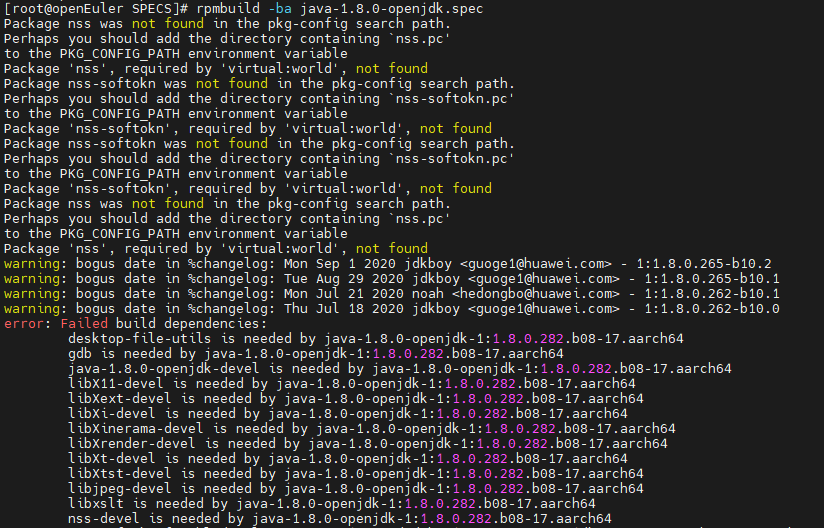 [root@openEuler SPECS]# rpmbuild -ba java-1.8.0-openjdk.spec
Package nss was not found in the pkg-config search path.
Perhaps you should add the directory containing `nss.pc'
to the PKG_CONFIG_PATH environment variable
Package 'nss', required by 'virtual:world', not found
Package nss-softokn was not found in the pkg-config search path.
Perhaps you should add the directory containing `nss-softokn.pc'
to the PKG_CONFIG_PATH environment variable
Package 'nss-softokn', required by 'virtual:world', not found
Package nss-softokn was not found in the pkg-config search path.
Perhaps you should add the directory containing `nss-softokn.pc'
to the PKG_CONFIG_PATH environment variable
Package 'nss-softokn', required by 'virtual:world', not found
Package nss was not found in the pkg-config search path.
Perhaps you should add the directory containing `nss.pc'
to the PKG_CONFIG_PATH environment variable
Package 'nss', required by 'virtual:world', not found
warning: bogus date in %changelog: Mon Sep 1 2020 jdkboy <guoge1@huawei.com> - 1:1.8.0.265-b10.2
warning: bogus date in %changelog: Tue Aug 29 2020 jdkboy <guoge1@huawei.com> - 1:1.8.0.265-b10.1
warning: bogus date in %changelog: Mon Jul 21 2020 noah <hedongbo@huawei.com> - 1:1.8.0.262-b10.1
warning: bogus date in %changelog: Thu Jul 18 2020 jdkboy <guoge1@huawei.com> - 1:1.8.0.262-b10.0
error: Failed build dependencies:
desktop-file-utils is needed by java-1.8.0-openjdk-1:1.8.0.282.b08-17.aarch64
gdb is needed by java-1.8.0-openjdk-1:1.8.0.282.b08-17.aarch64
java-1.8.0-openjdk-devel is needed by java-1.8.0-openjdk-1:1.8.0.282.b08-17.aarch64
libX11-devel is needed by java-1.8.0-openjdk-1:1.8.0.282.b08-17.aarch64
libXext-devel is needed by java-1.8.0-openjdk-1:1.8.0.282.b08-17.aarch64
libXi-devel is needed by java-1.8.0-openjdk-1:1.8.0.282.b08-17.aarch64
libXinerama-devel is needed by java-1.8.0-openjdk-1:1.8.0.282.b08-17.aarch64
libXrender-devel is needed by java-1.8.0-openjdk-1:1.8.0.282.b08-17.aarch64
libXt-devel is needed by java-1.8.0-openjdk-1:1.8.0.282.b08-17.aarch64
libXtst-devel is needed by java-1.8.0-openjdk-1:1.8.0.282.b08-17.aarch64
libjpeg-devel is needed by java-1.8.0-openjdk-1:1.8.0.282.b08-17.aarch64
libxslt is needed by java-1.8.0-openjdk-1:1.8.0.282.b08-17.aarch64
nss-devel is needed by java-1.8.0-openjdk-1:1.8.0.282.b08-17.aarch64